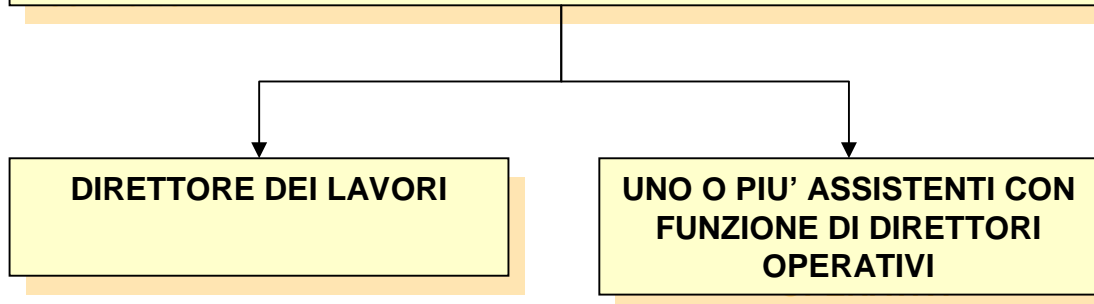 DIRETTORE DEI LAVORI
UNO O PIU’ ASSISTENTI CON
FUNZIONE DI DIRETTORI
OPERATIVI